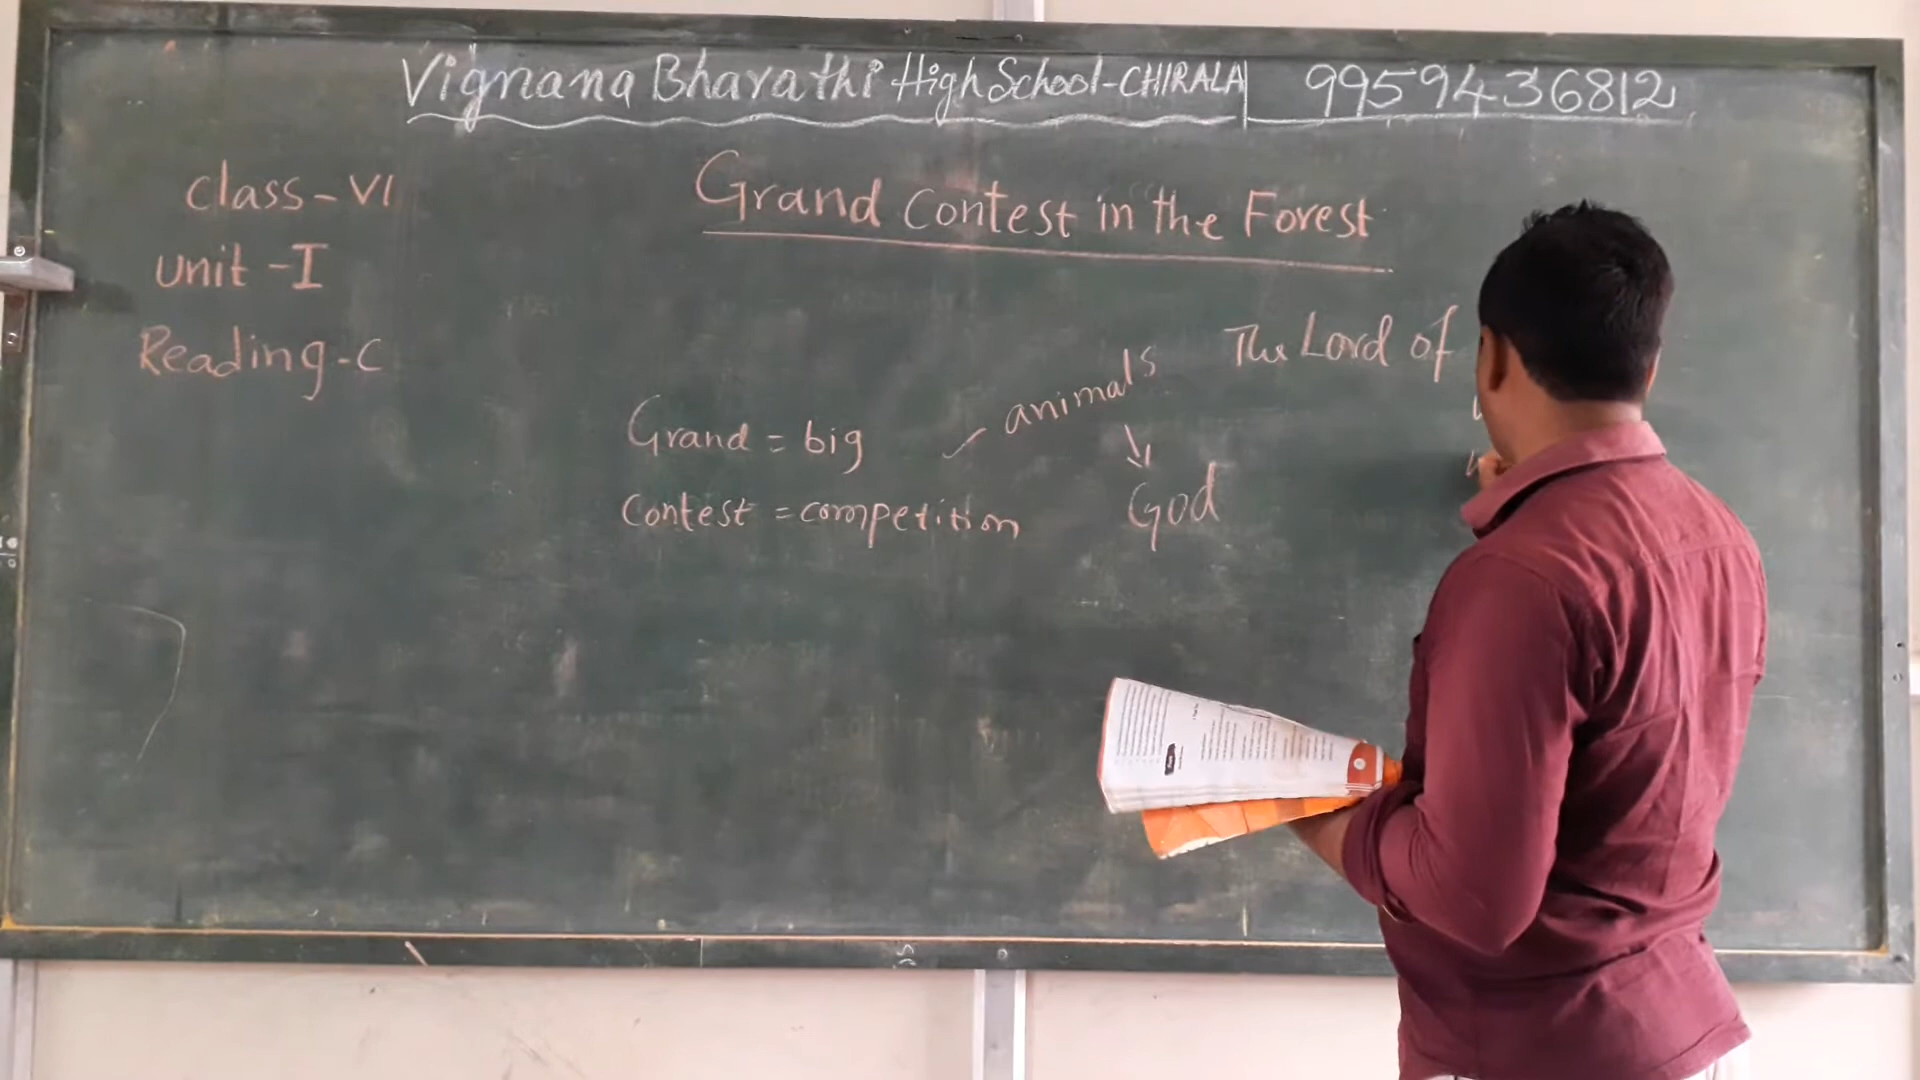 Vignana Bharathi High School-CHIRALA 9959436812
Grand Contest in the Forest
class-VI
unit-I
Reading-C
The Lord of
animals
Grand = big
God
Contest = competition